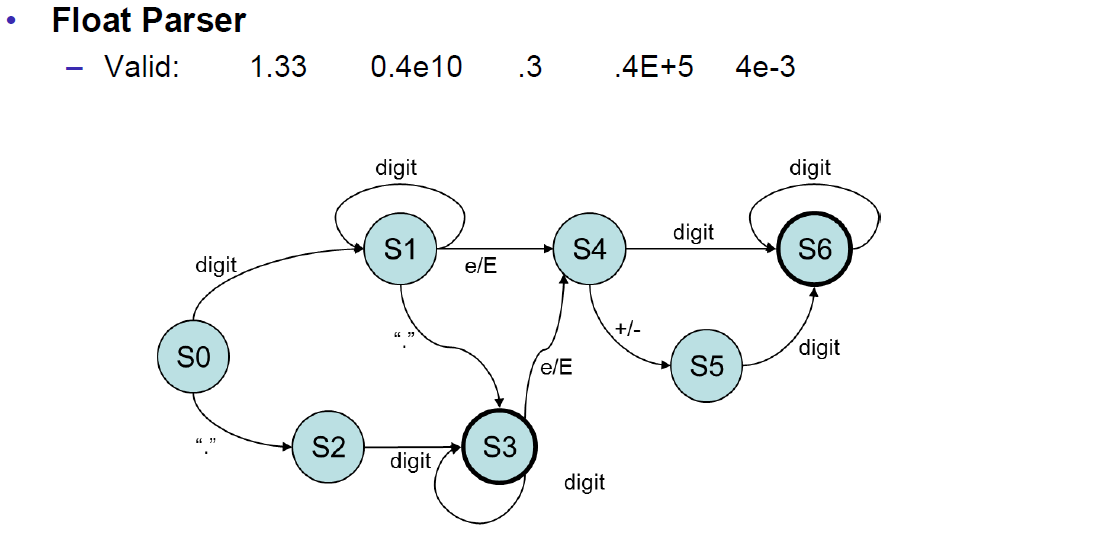 • Float Parser
– Valid: 1.33 0.4e10 .3 .4E+5 4e-3
digit digit
S1 S4 S6
digit digit
e/E
“.” +/-
S0 S5
digit
e/E
“.” S2 S3
digit
digit